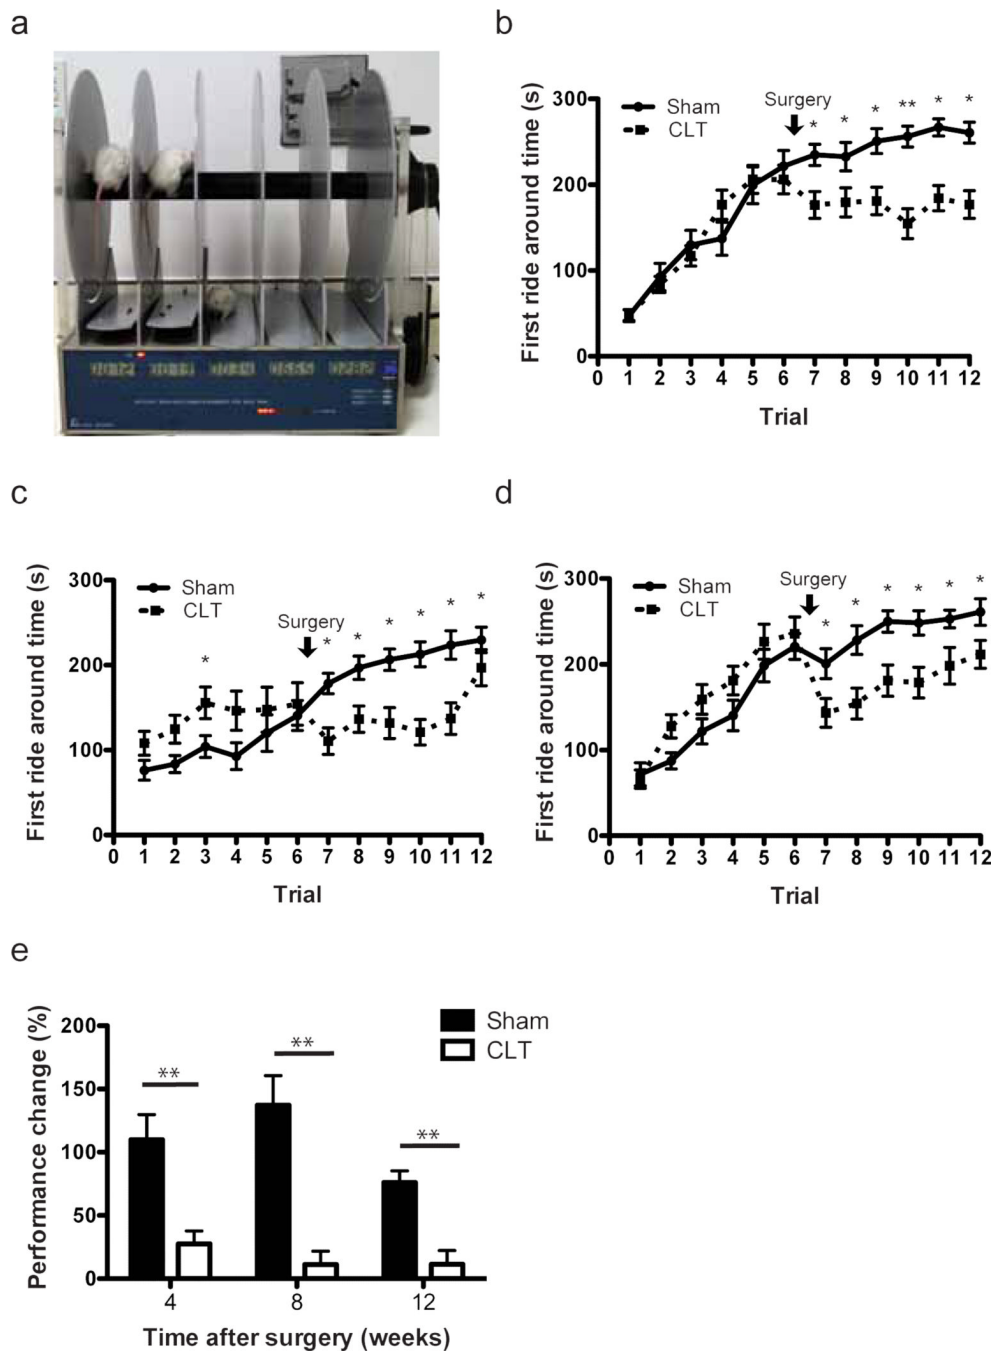 a
b
First ride around time (s)
300
200
100
0
Sham
CLT
Surgery
* * * ** * *
0 1 2 3 4 5 6 7 8 9 10 11 12
Trial
c
First ride around time (s)
300
200
100
0
Sham
CLT
Surgery
* * * * * * *
0 1 2 3 4 5 6 7 8 9 10 11 12
Trial
d
First ride around time (s)
300
200
100
0
Sham
CLT
Surgery
* * * * * *
0 1 2 3 4 5 6 7 8 9 10 11 12
Trial
e
Performance change (%)
200
150
100
50
0
Sham
CLT
** ** **
4 8 12
Time after surgery (weeks)